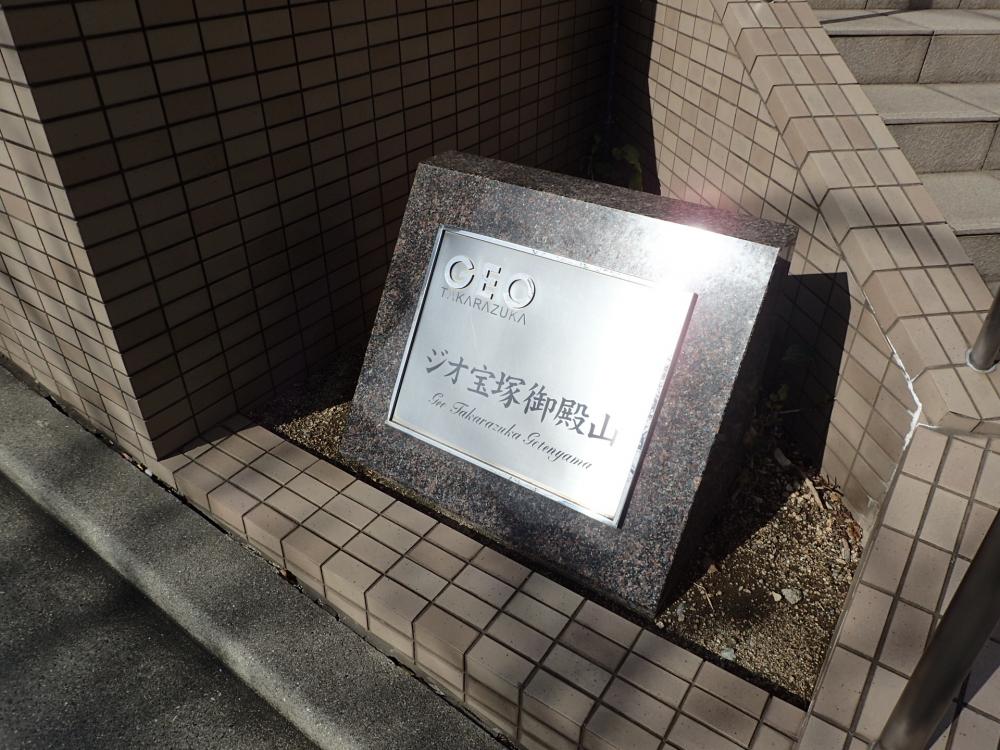 GEO
TAKARAZUKA
ジオ宝塚御殿山
Geo Takarazuka Gotenyama